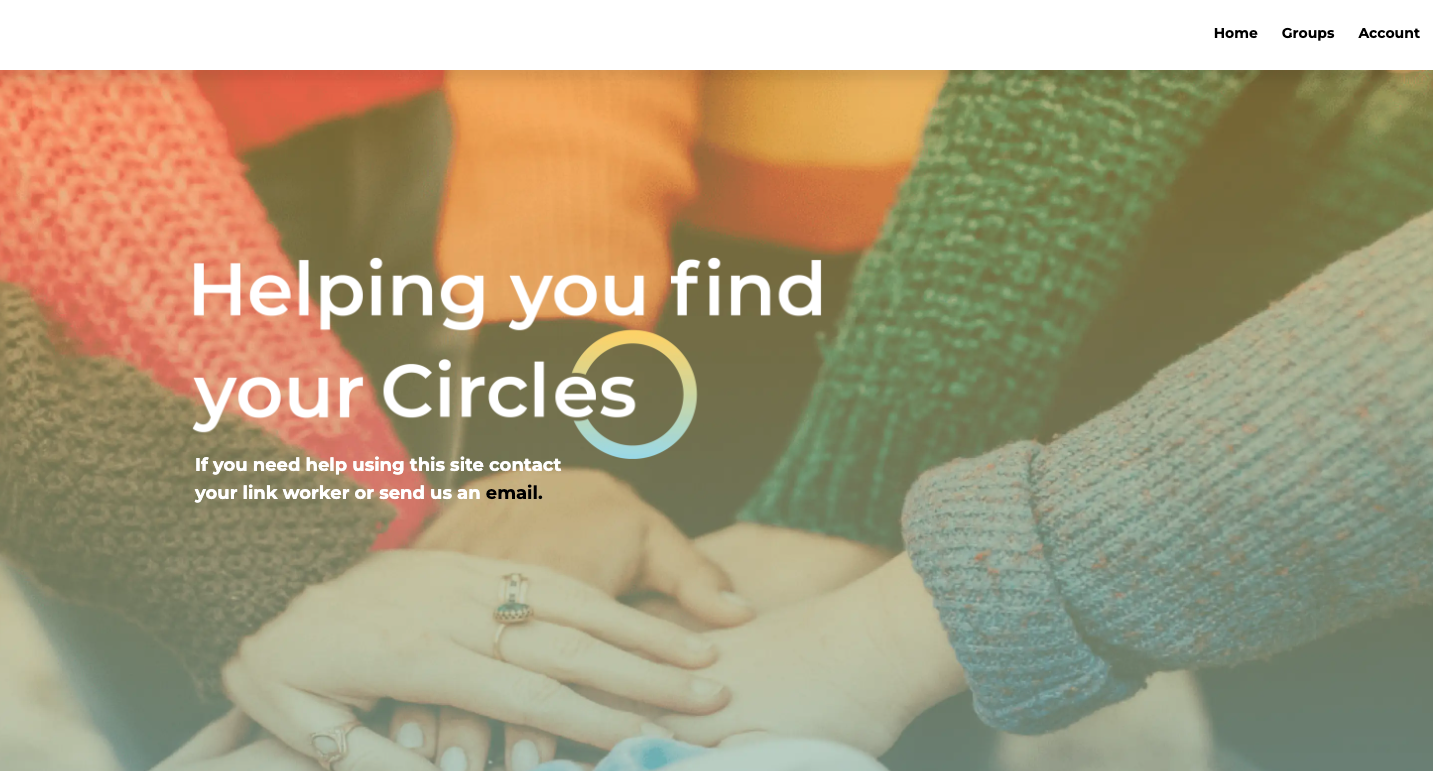 Home Groups Account
Helping you find
your Circles
If you need help using this site contact
your link worker or send us an email.